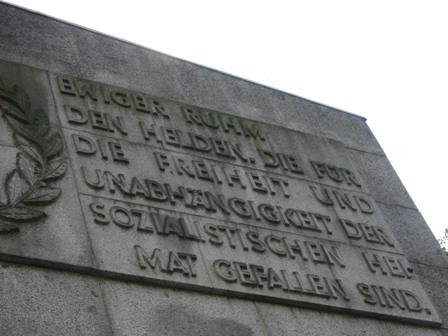 EWIGER RUHM
DEN HELDEN, DIE FÜR
DIE FREIHEIT UND
UNABHÄNGIGKEIT DER
SOZIALISTISCHEN HEI
MAT GEFALLEN SIND.